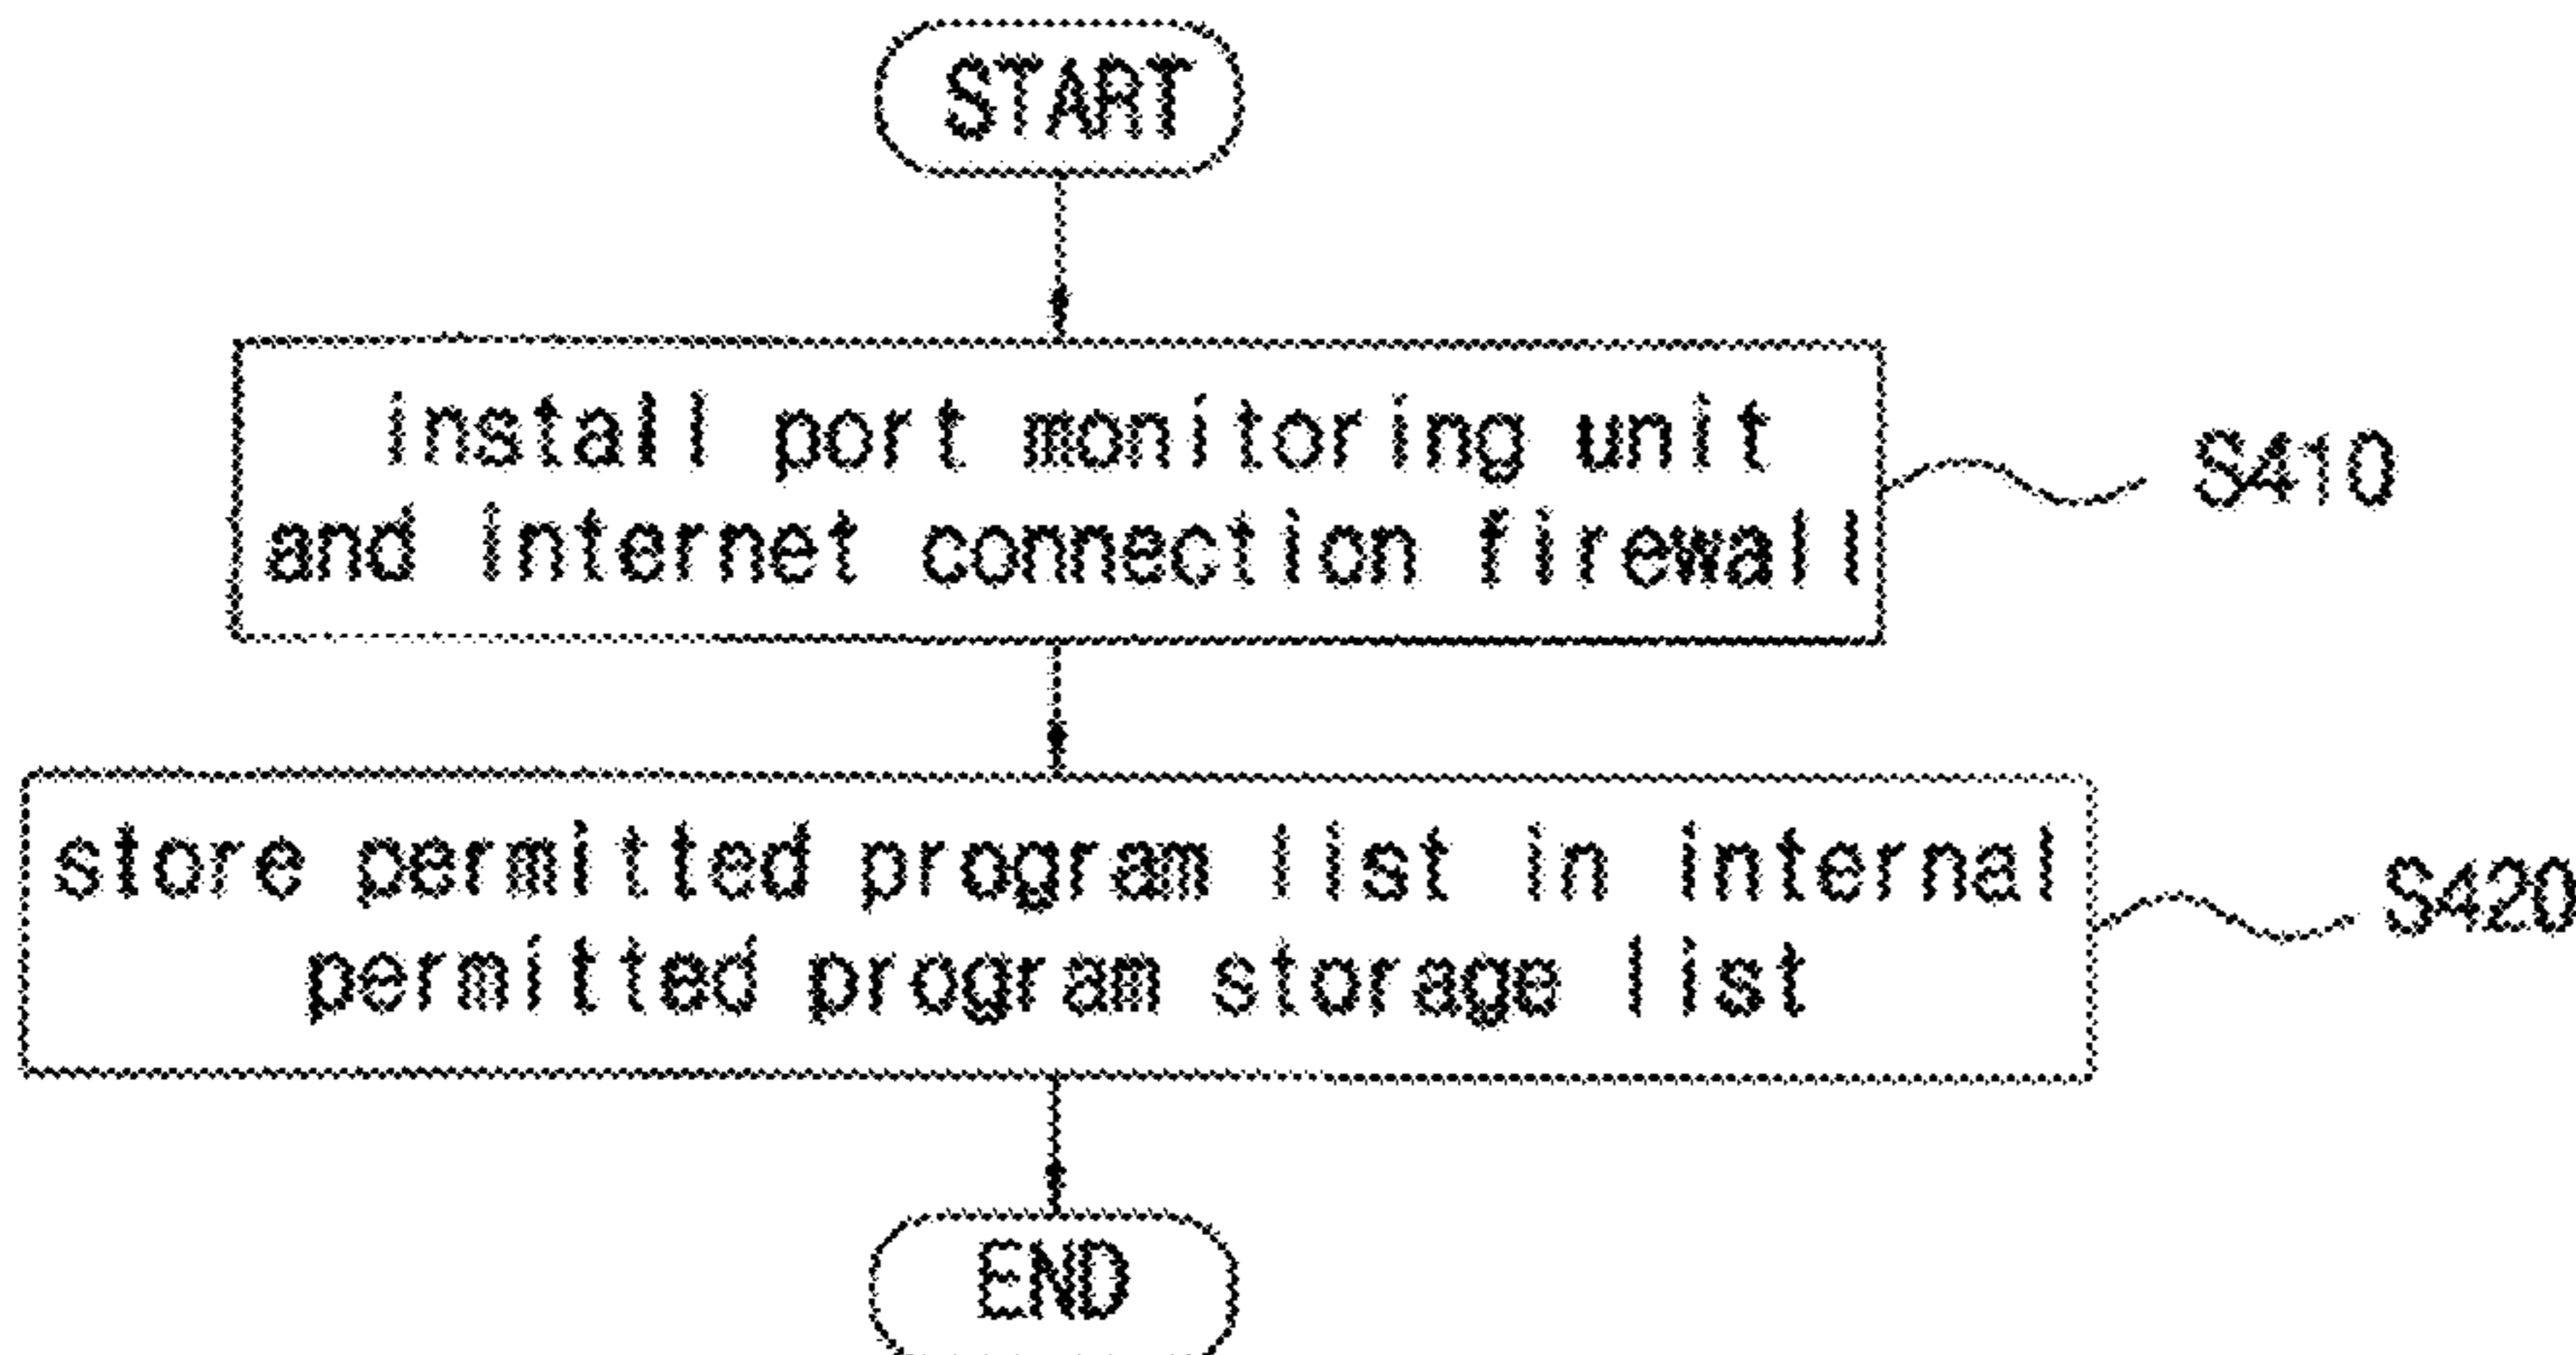 START
install port monitoring unit
and internet connection firewall
S410
store permitted program list in internal
permitted program storage list
S420
END